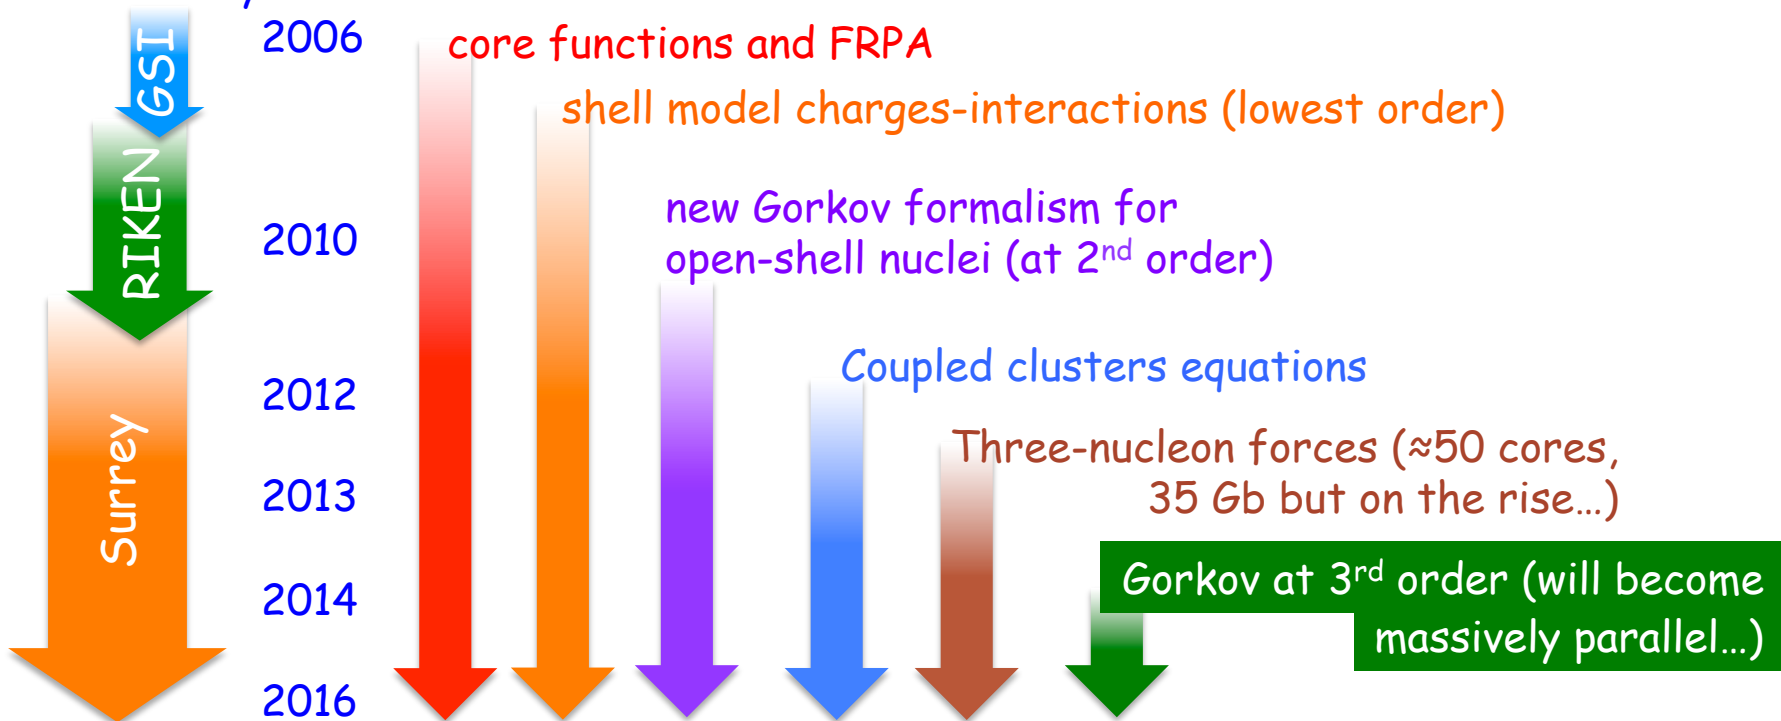 GSI
RIKEN
Surrey
2006
core functions and FRPA
shell model charges-interactions (lowest order)
new Gorkov formalism for
2010
open-shell nuclei (at 2nd order)
Coupled clusters equations
2012
Three-nucleon forces (≈50 cores,
2013
35 Gb but on the rise…)
Gorkov at 3rd order (will become
2014
massively parallel…)
2016